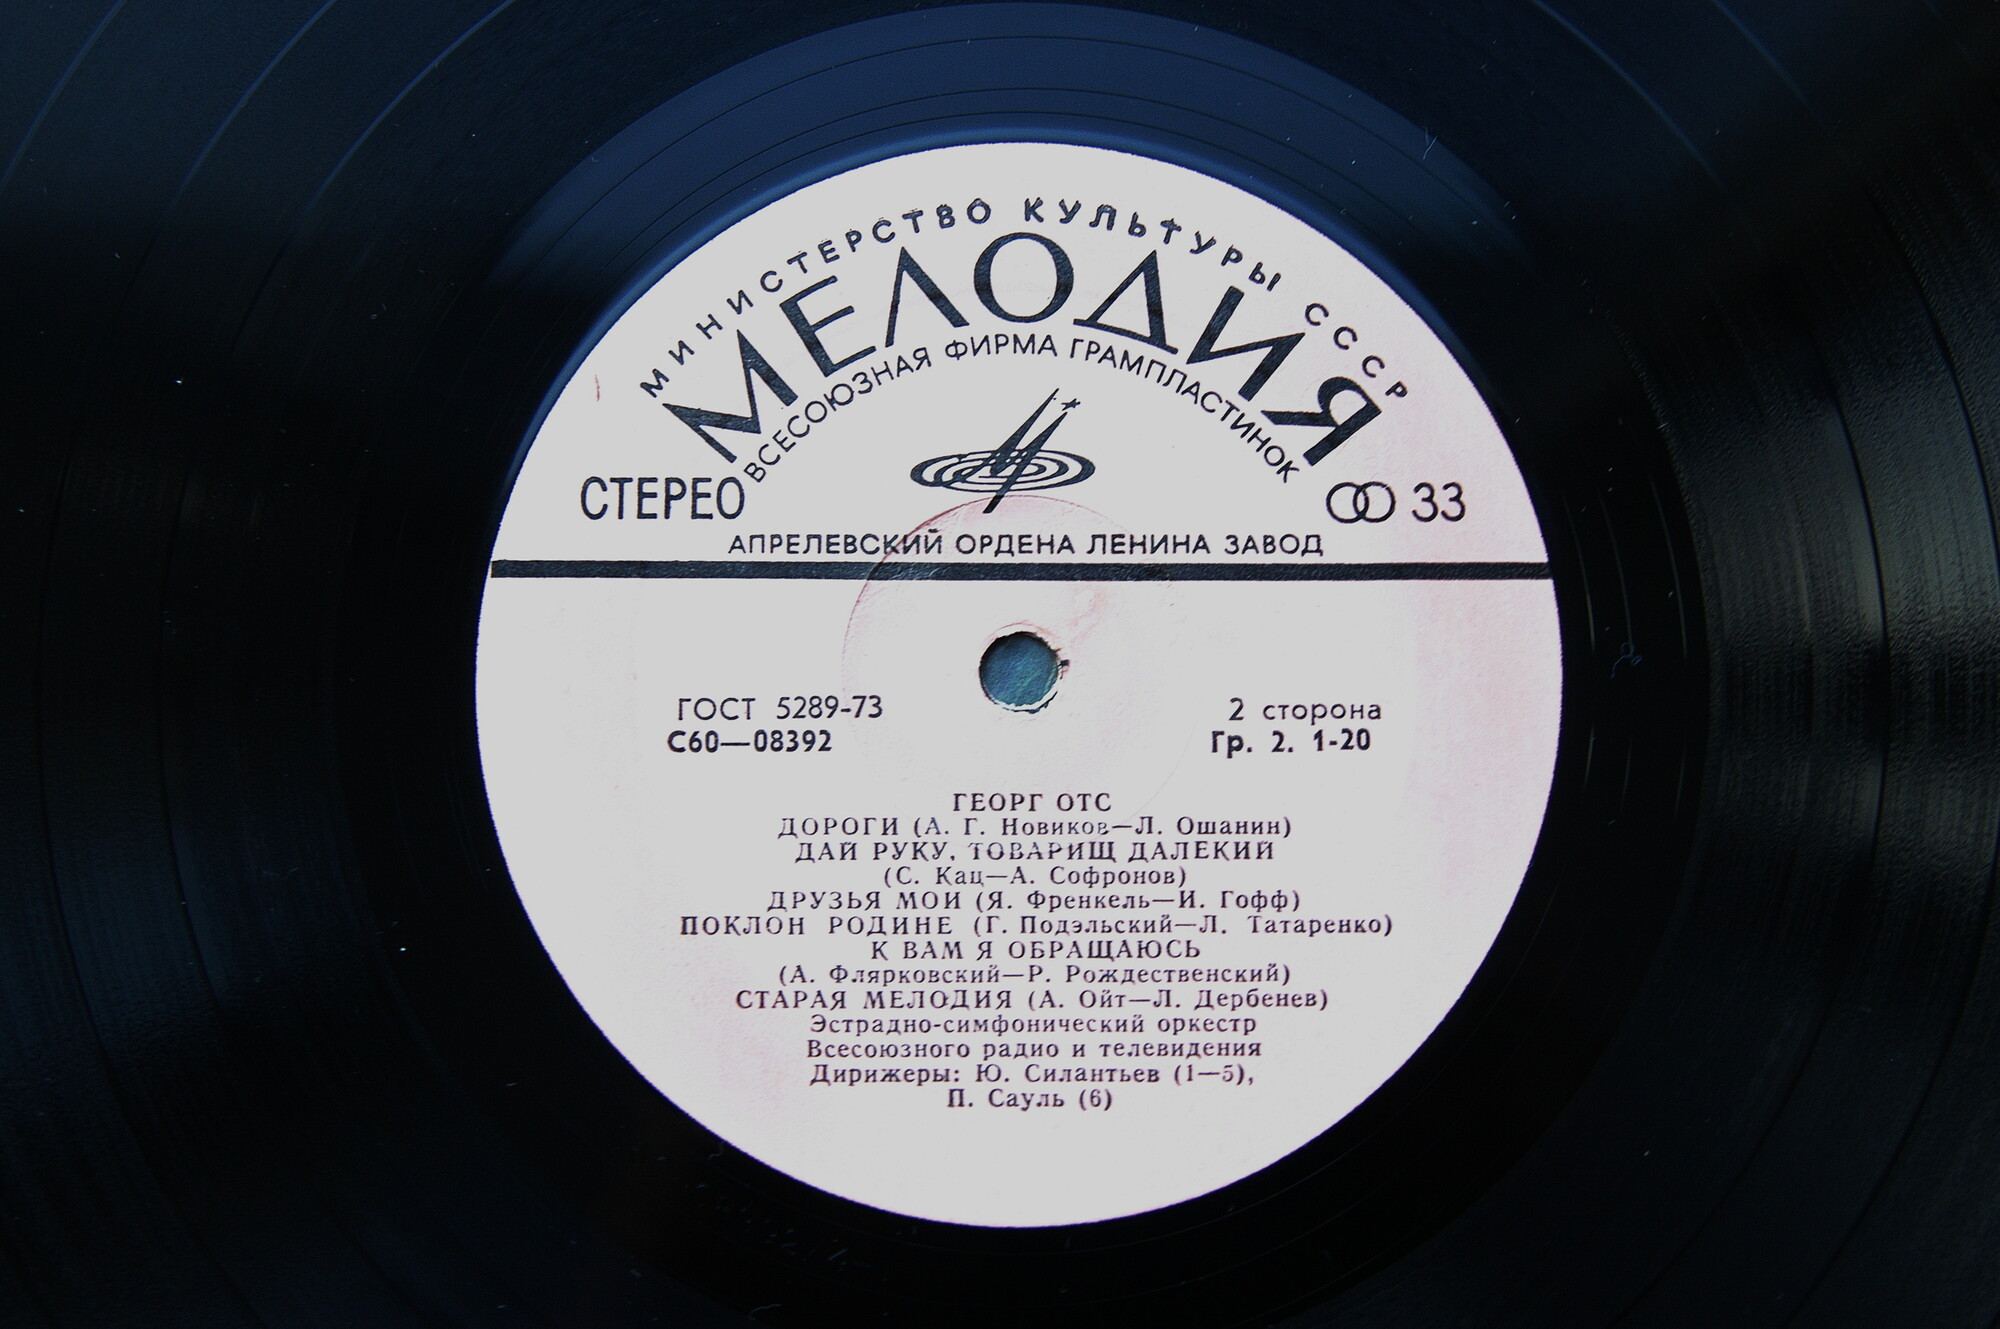 МИНИСТЕРСТВО КУЛЬТУРЫ СССР
МЕЛОДИЯ
ВСЕСОЮЗНАЯ ФИРМА ГРАМПЛАСТИНОК
СТЕРЕО
33
АПРЕЛЕВСКИЙ ОРДЕНА ЛЕНИНА ЗАВОД
ГОСТ 5289-73
2 сторона
С60—08392
Гр. 2. 1-20
ГЕОРГ ОТС
ДОРОГИ (А. Г. Новиков—Л. Ошанин)
ДАЙ РУКУ, ТОВАРИЩ ДАЛЕКИЙ
(С. Кац—А. Софронов)
ДРУЗЬЯ МОИ (Я. Френкель—И. Гофф)
ПОКЛОН РОДИНЕ (Г. Подэльский—Л. Татаренко)
К ВАМ Я ОБРАЩАЮСЬ
(А. Флярковский—Р. Рождественский)
СТАРАЯ МЕЛОДИЯ (А. Ойт—Л. Дербенев)
Эстрадно-симфонический оркестр
Всесоюзного радио и телевидения
Дирижеры: Ю. Силантьев (1—5),
П. Сауль (6)